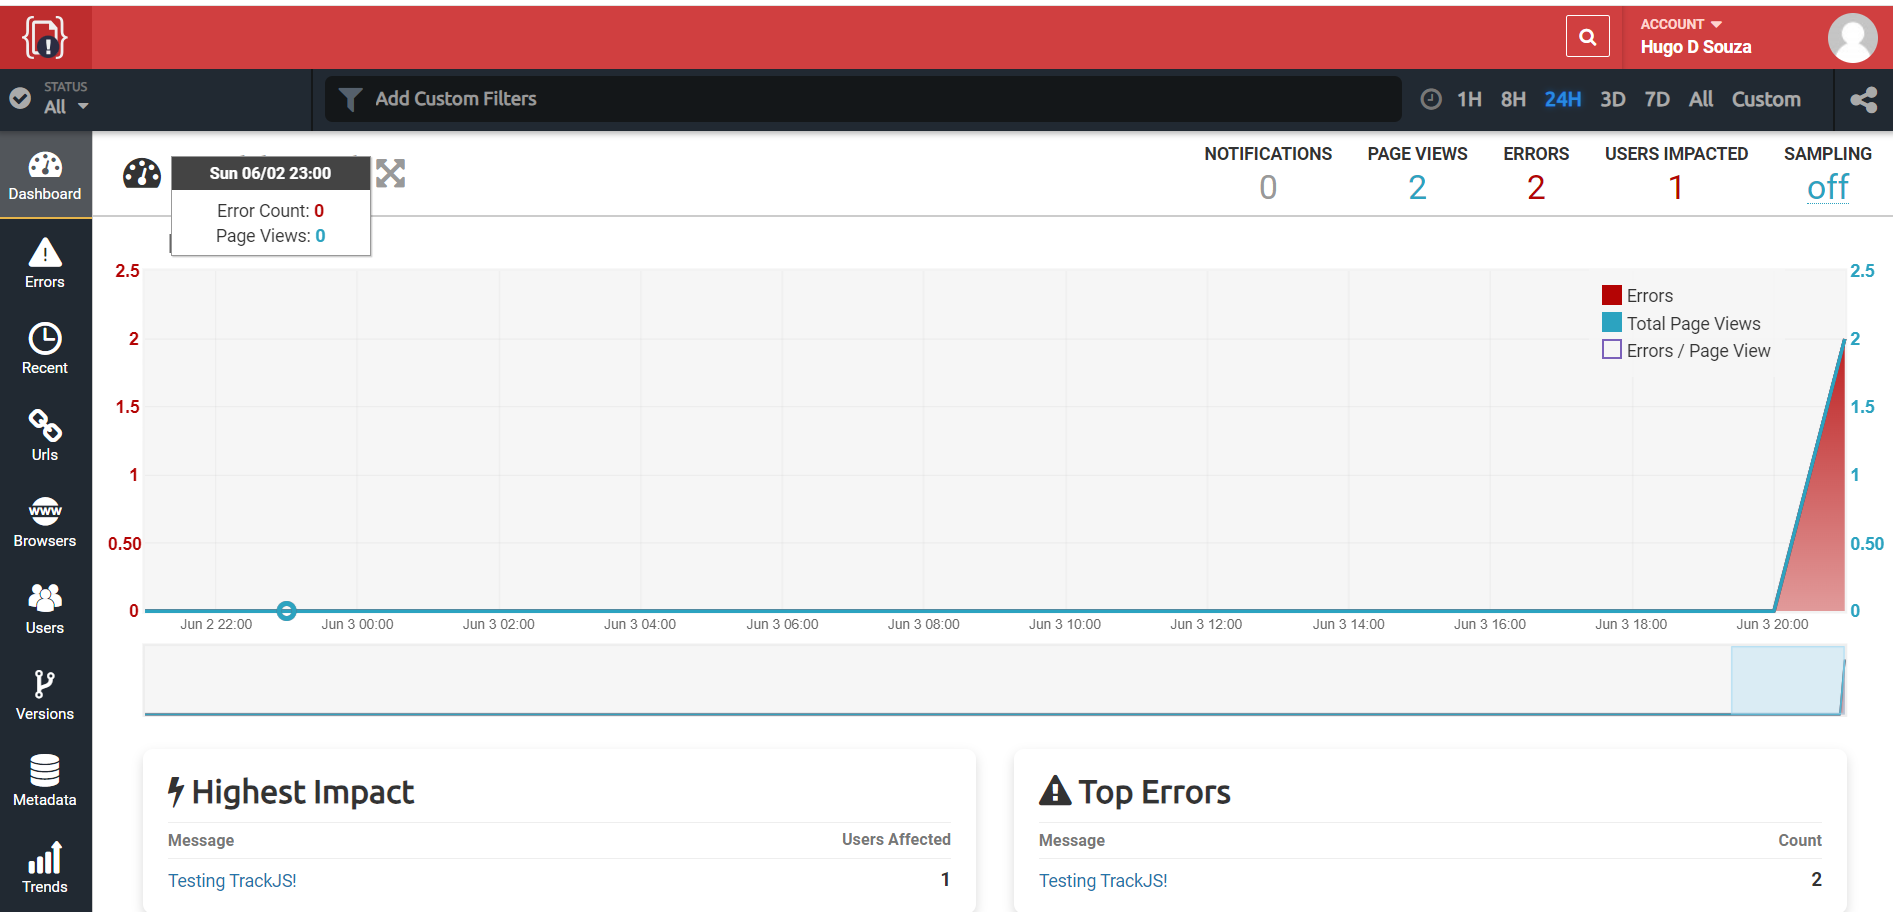 ACCOUNT
Hugo D Souza
STATUS
All
Add Custom Filters
1H 8H 24H 3D 7D All Custom
Dashboard
Errors
Recent
Urls
www
Browsers
Users
Versions
Metadata
Trends
Sun 06/02 23:00
Error Count: 0
Page Views: 0
NOTIFICATIONS PAGE VIEWS ERRORS USERS IMPACTED SAMPLING
0 2 2 1 off
2.5 2.5
Errors
Total Page Views
2 2
Errors / Page View
1.5 1.5
1 1
0.50 0.50
0 0
Jun 2 22:00 Jun 3 00:00 Jun 3 02:00 Jun 3 04:00 Jun 3 06:00 Jun 3 08:00 Jun 3 10:00 Jun 3 12:00 Jun 3 14:00 Jun 3 16:00 Jun 3 18:00 Jun 3 20:00
Highest Impact
Message Users Affected
Testing TrackJS! 1
Top Errors
Message Count
Testing TrackJS! 2